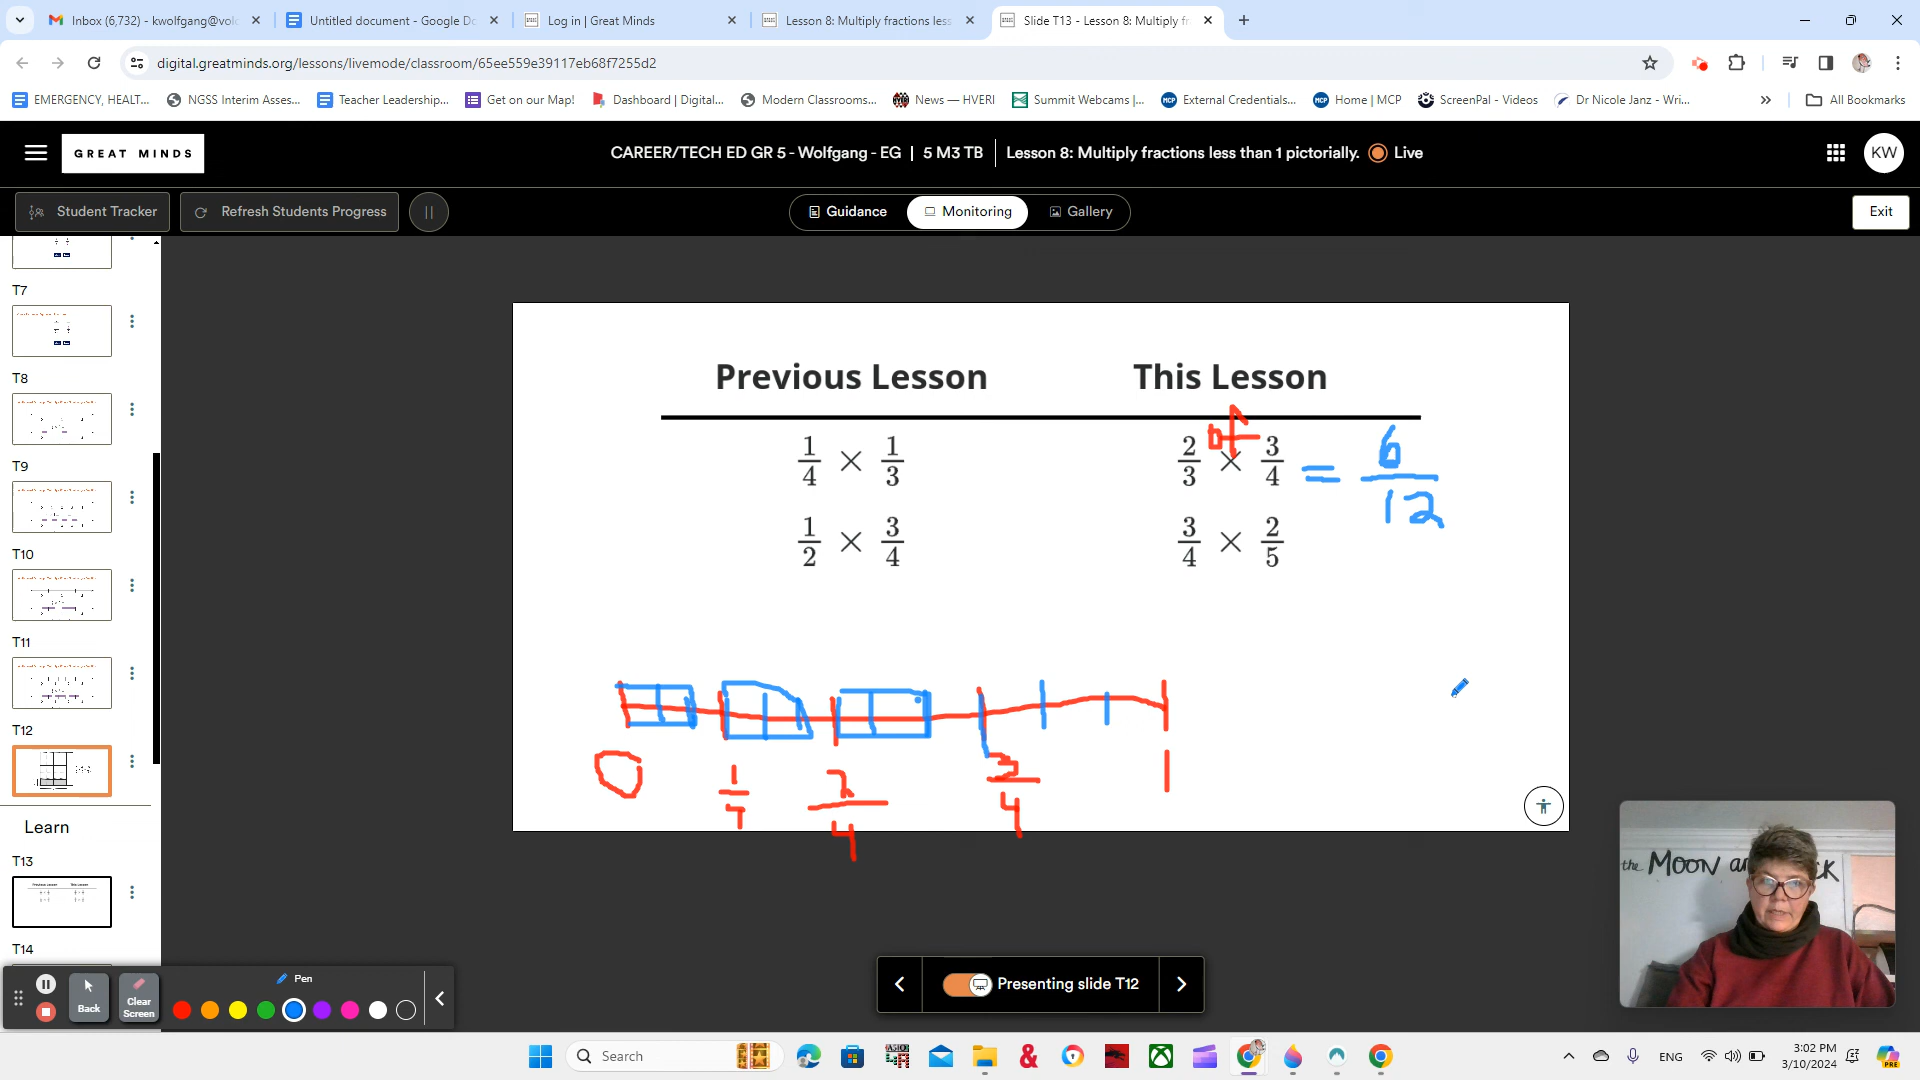 Inbox (6,732) - kwolfgang@vol
Untitled document - Google Do
Log in | Great Minds
Lesson 8: Multiply fractions less
Slide T13 - Lesson 8: Multiply fr
digital.greatminds.org/lessons/livemode/classroom/65ee559e39117eb68f7255d2
EMERGENCY, HEALT...
NGSS Interim Asses...
Teacher Leadership...
Get on our Map!
Dashboard | Digital...
Modern Classrooms...
News — HVERI
Summit Webcams |...
External Credentials...
Home | MCP
ScreenPal - Videos
Dr Nicole Janz - Wri...
All Bookmarks
GREAT MINDS
CAREER/TECH ED GR 5 - Wolfgang - EG | 5 M3 TB
Lesson 8: Multiply fractions less than 1 pictorially.
Live
KW
Student Tracker
Refresh Students Progress
Guidance
Monitoring
Gallery
Exit
T7
T8
T9
T10
T11
T12
Learn
T13
T14
Previous Lesson
This Lesson
of
1/4 × 1/3
2/3 × 3/4 = 6/12
1/2 × 3/4
3/4 × 2/5
0 1/4 2/4 3/4 1
Presenting slide T12
the MOON an
Pen
Back
Clear Screen
Search
ENG
3:02 PM
3/10/2024